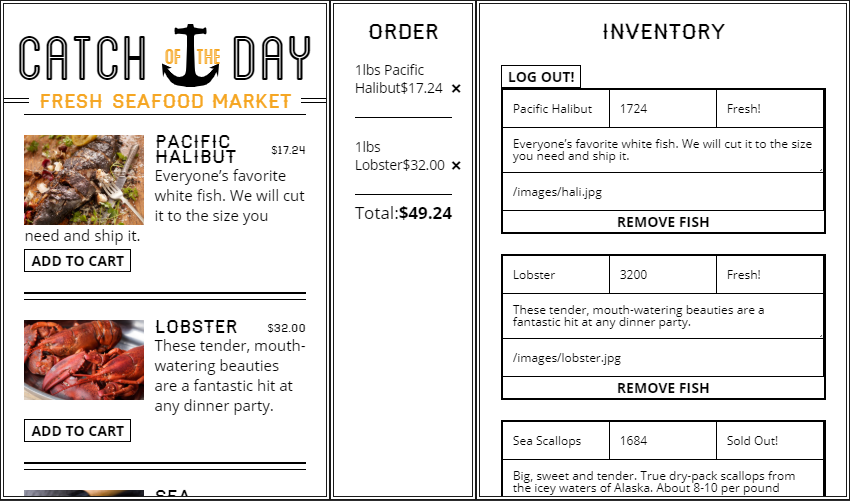 CATCH OF THE DAY
FRESH SEAFOOD MARKET
PACIFIC
HALIBUT
$17.24
Everyone’s favorite
white fish. We will cut
it to the size you
need and ship it.
ADD TO CART
LOBSTER
$32.00
These tender, mouth-
watering beauties
are a fantastic hit at
any dinner party.
ADD TO CART
SEA
ORDER
1lbs Pacific
Halibut$17.24 ×
1lbs
Lobster$32.00 ×
Total:$49.24
INVENTORY
LOG OUT!
Pacific Halibut
1724
Fresh!
Everyone’s favorite white fish. We will cut it to the size
you need and ship it.
/images/hali.jpg
REMOVE FISH
Lobster
3200
Fresh!
These tender, mouth-watering beauties are a
fantastic hit at any dinner party.
/images/lobster.jpg
REMOVE FISH
Sea Scallops
1684
Sold Out!
Big, sweet and tender. True dry-pack scallops from
the icey waters of Alaska. About 8-10 per pound